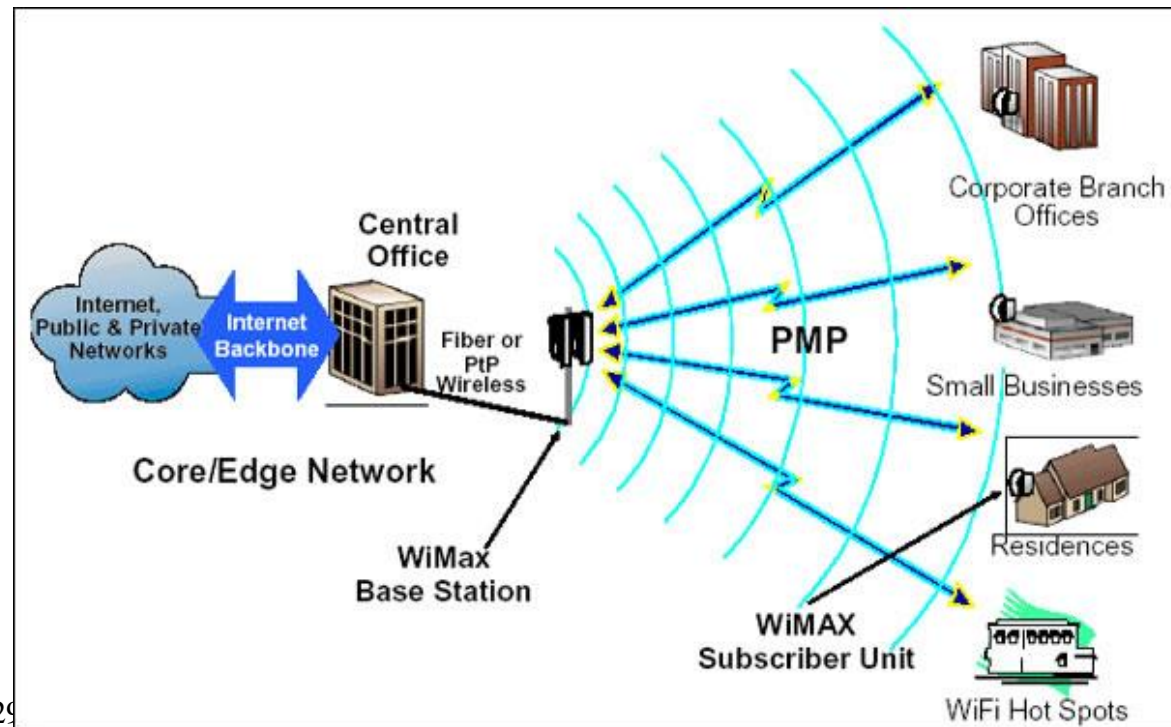 Central
Office
Internet,
Public & Private
Networks
Internet
Backbone
Fiber or
PtP
Wireless
Core/Edge Network
WiMax
Base Station
PMP
WiMAX
Subscriber Unit
Corporate Branch
Offices
Small Businesses
Residences
WiFi Hot Spots